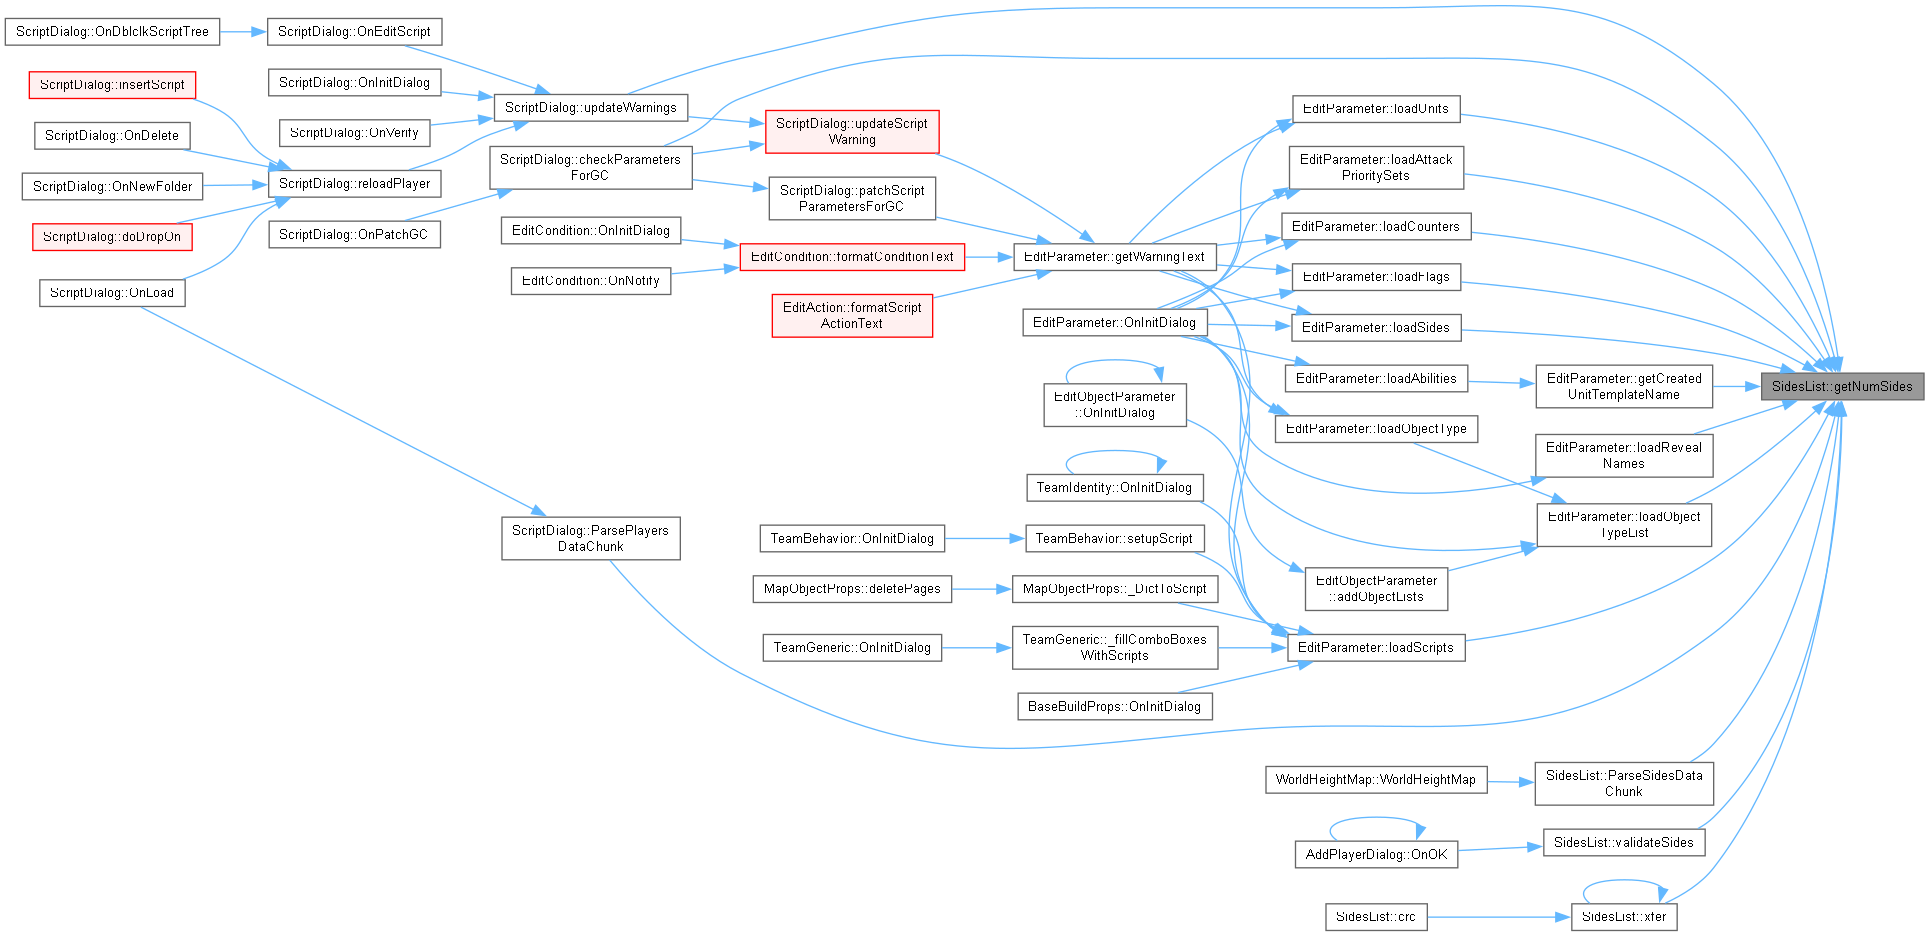 ScriptDialog::OnDblclkScriptTree
ScriptDialog::OnEditScript
ScriptDialog::insertScript
ScriptDialog::OnInitDialog
ScriptDialog::updateWarnings
ScriptDialog::OnDelete
ScriptDialog::OnVerify
ScriptDialog::OnNewFolder
ScriptDialog::reloadPlayer
ScriptDialog::doDropOn
ScriptDialog::OnPatchGC
ScriptDialog::OnLoad
ScriptDialog::checkParameters
ForGC
ScriptDialog::updateScript
Warning
ScriptDialog::patchScript
ParametersForGC
EditCondition::OnInitDialog
EditCondition::OnNotify
EditCondition::formatConditionText
EditAction::formatScript
ActionText
EditParameter::getWarningText
EditParameter::OnInitDialog
EditObjectParameter
::OnInitDialog
TeamIdentity::OnInitDialog
ScriptDialog::ParsePlayers
DataChunk
TeamBehavior::OnInitDialog
TeamBehavior::setupScript
MapObjectProps::deletePages
MapObjectProps::_DictToScript
TeamGeneric::OnInitDialog
TeamGeneric::_fillComboBoxes
WithScripts
BaseBuildProps::OnInitDialog
EditParameter::loadUnits
EditParameter::loadAttack
PrioritySets
EditParameter::loadCounters
EditParameter::loadFlags
EditParameter::loadSides
EditParameter::loadAbilities
EditParameter::getCreated
UnitTemplateName
SidesList::getNumSides
EditParameter::loadObjectType
EditParameter::loadReveal
Names
EditParameter::loadObject
TypeList
EditObjectParameter
::addObjectLists
EditParameter::loadScripts
WorldHeightMap::WorldHeightMap
SidesList::ParseSidesData
Chunk
AddPlayerDialog::OnOK
SidesList::validateSides
SidesList::crc
SidesList::xfer